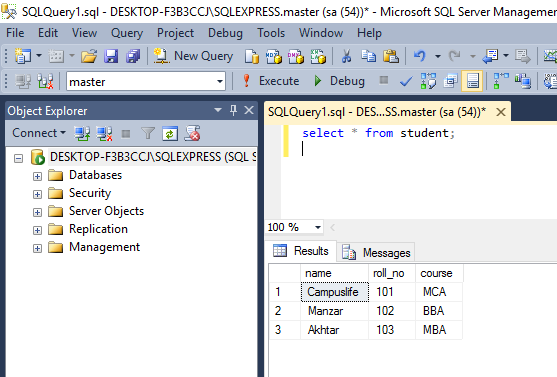 SQLQuery1.sql - DESKTOP-F3B3CCJ\SQLEXPRESS.master (sa (54))* - Microsoft SQL Server Managemen
File Edit View Query Project Debug Tools Window Help
New Query
master Execute Debug
Object Explorer
Connect
DESKTOP-F3B3CCJ\SQLEXPRESS (SQL S
Databases
Security
Server Objects
Replication
Management
SQLQuery1.sql - DES...SS.master (sa (54))*
select * from student;
100 %
Results Messages
name roll_no course
1 Campuslife 101 MCA
2 Manzar 102 BBA
3 Akhtar 103 MBA